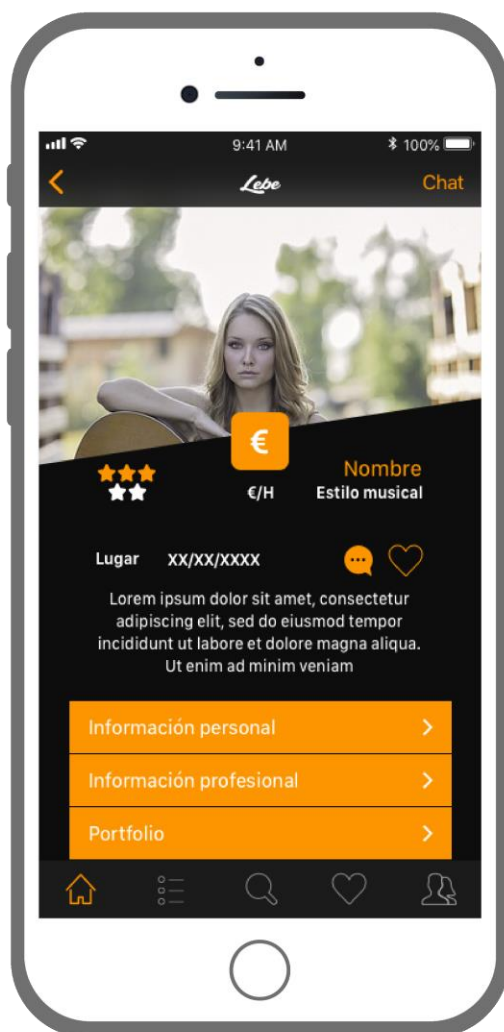 9:41 AM
100%
Lebe
Chat
€
€/H
Nombre
Estilo musical
Lugar
XX/XX/XXXX
Lorem ipsum dolor sit amet, consectetur
adipiscing elit, sed do eiusmod tempor
incididunt ut labore et dolore magna aliqua.
Ut enim ad minim veniam
Información personal
Información profesional
Portfolio